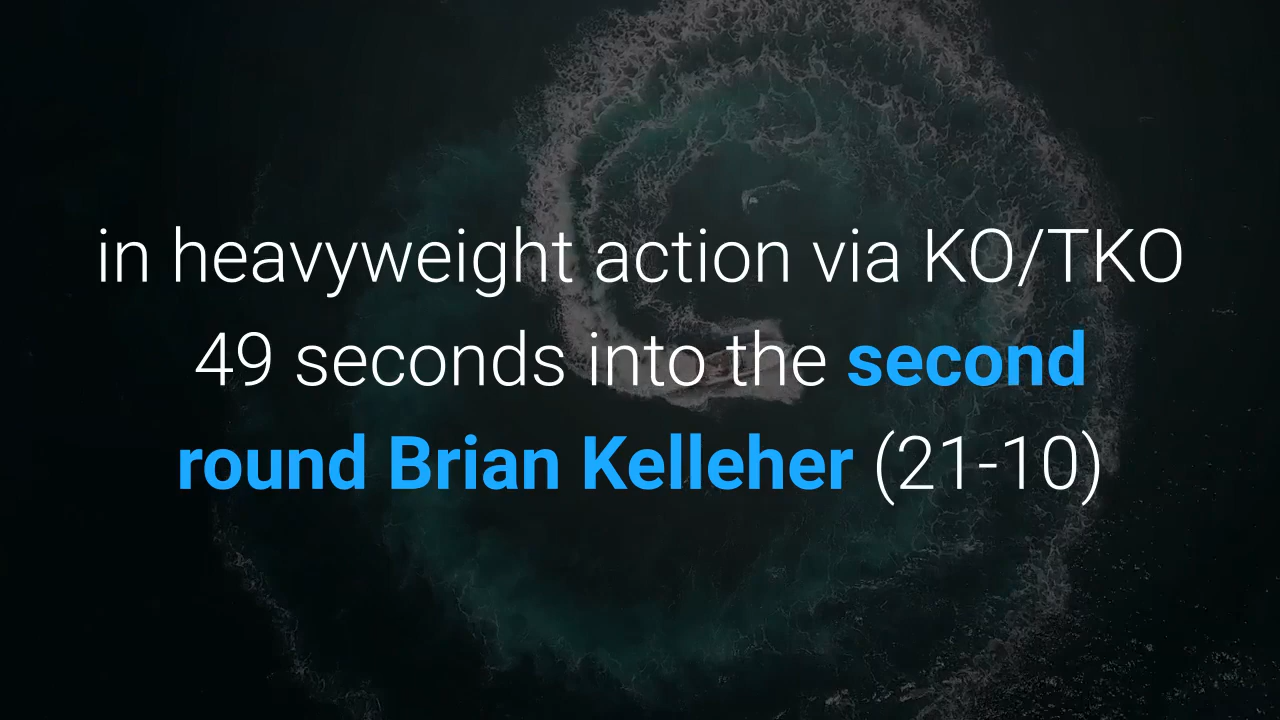 in heavyweight action via KO/TKO
49 seconds into the second
round Brian Kelleher (21-10)